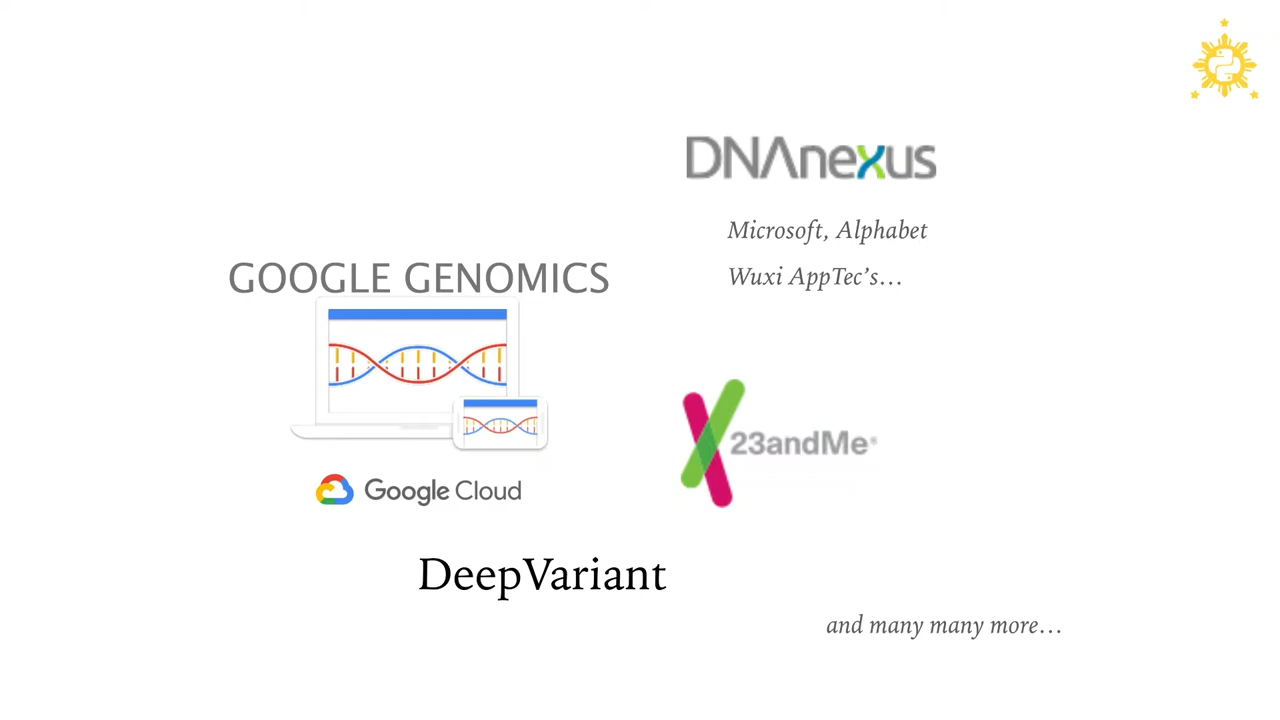 DNAnexus
Microsoft, Alphabet
Wuxi AppTec's...
GOOGLE GENOMICS
23andMe®
Google Cloud
DeepVariant
and many many more...